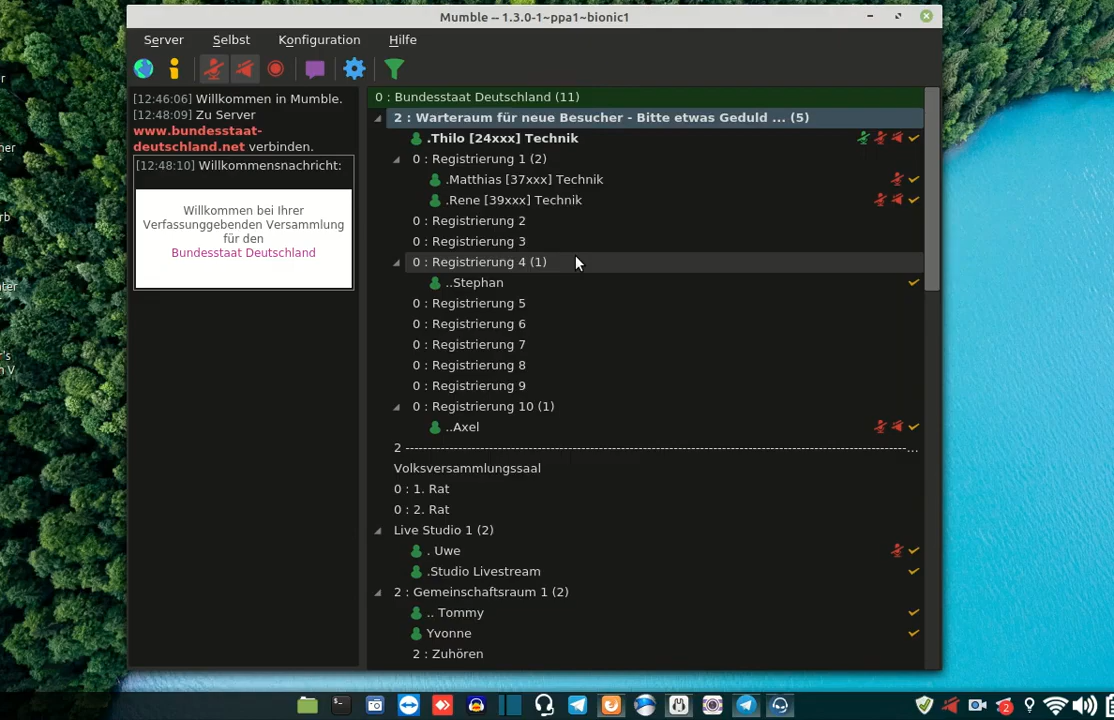 Mumble -- 1.3.0-1~ppa1~bionic1
Server Selbst Konfiguration Hilfe
[12:46:06] Willkommen in Mumble.
[12:48:09] Zu Server
www.bundesstaat-
deutschland.net verbinden.
[12:48:10] Willkommensnachricht:
Willkommen bei Ihrer
Verfassunggebenden Versammlung
für den
Bundesstaat Deutschland
0 : Bundesstaat Deutschland (11)
2 : Warteraum für neue Besucher - Bitte etwas Geduld ... (5)
.Thilo [24xxx] Technik
0 : Registrierung 1 (2)
.Matthias [37xxx] Technik
.Rene [39xxx] Technik
0 : Registrierung 2
0 : Registrierung 3
0 : Registrierung 4 (1)
..Stephan
0 : Registrierung 5
0 : Registrierung 6
0 : Registrierung 7
0 : Registrierung 8
0 : Registrierung 9
0 : Registrierung 10 (1)
..Axel
2 -----------------------------------------------------------------------------------------...
Volksversammlungssaal
0 : 1. Rat
0 : 2. Rat
Live Studio 1 (2)
. Uwe
.Studio Livestream
2 : Gemeinschaftsraum 1 (2)
.. Tommy
Yvonne
2 : Zuhören
2